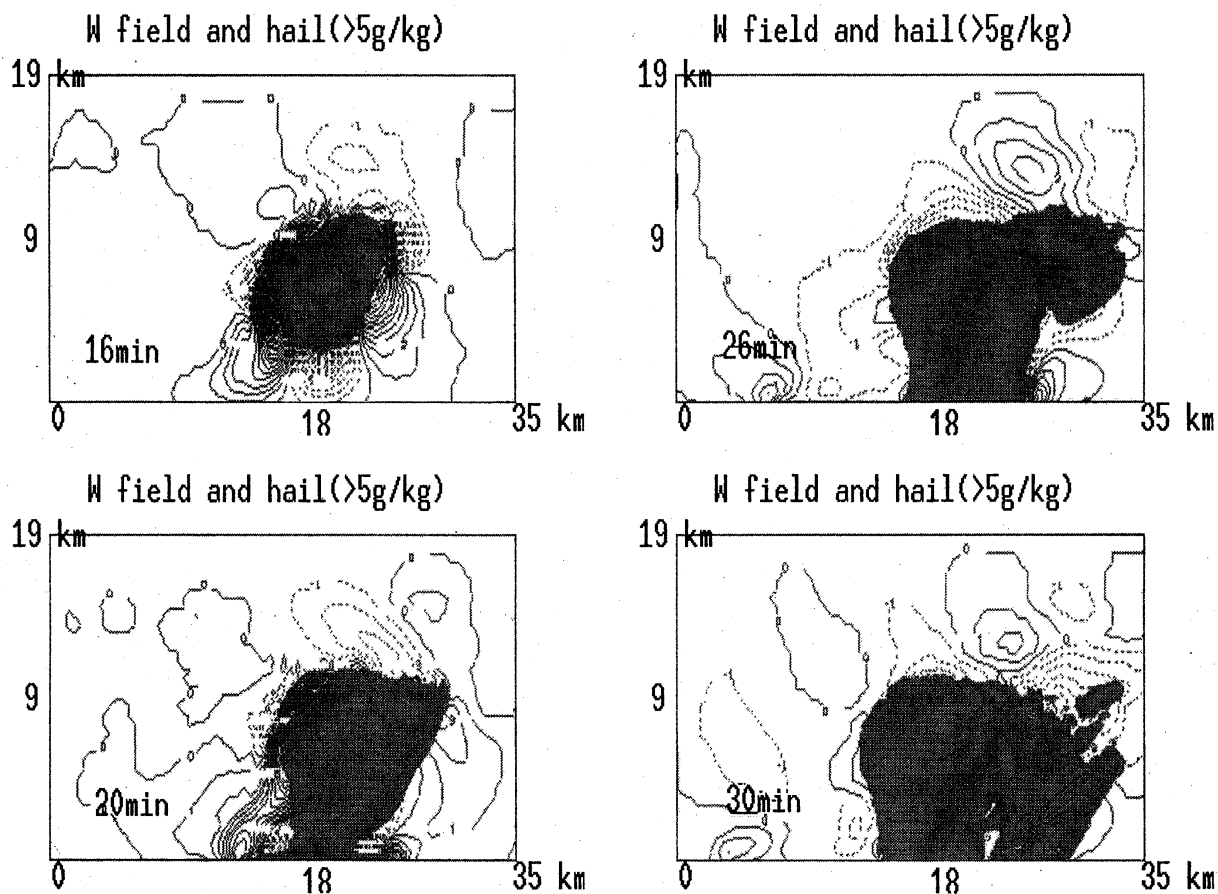 W field and hail(>5g/kg)
19 km
9
16min
0 18 35 km
W field and hail(>5g/kg)
19 km
9
26min
0 18 35 km
W field and hail(>5g/kg)
19 km
9
20min
0 18 35 km
W field and hail(>5g/kg)
19 km
9
30min
0 18 35 km